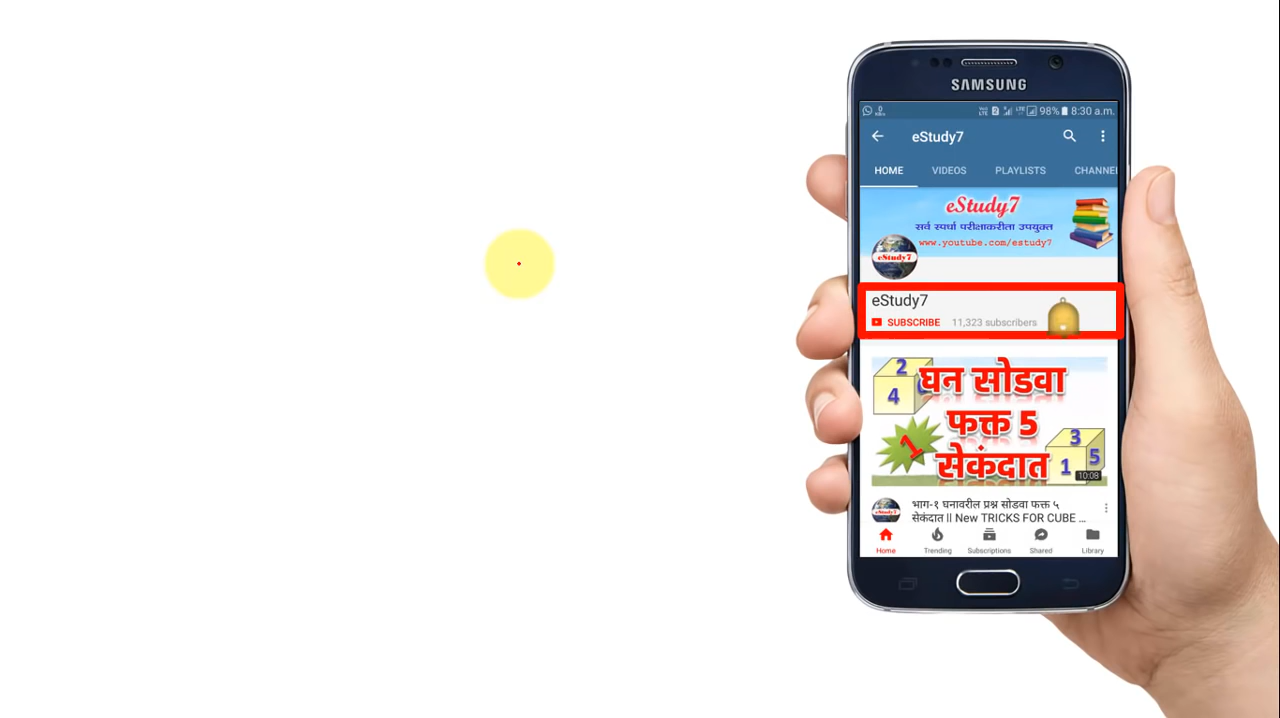 SAMSUNG
98% 8:30 a.m.
eStudy7
HOME VIDEOS PLAYLISTS CHANNEL
eStudy7
सर्व स्पर्धा परीक्षाकरीता उपयुक्त
www.youtube.com/estudy7
eStudy7
eStudy7
SUBSCRIBE 11,323 subscribers
2
4
घन सोडवा
फक्त 5
1
सेकंदात
3
1 5
10:08
भाग-१ घनावरील प्रश्न सोडवा फक्त ५
सेकंदात || New TRICKS FOR CUBE ...
eStudy7
Home Trending Subscriptions Shared Library